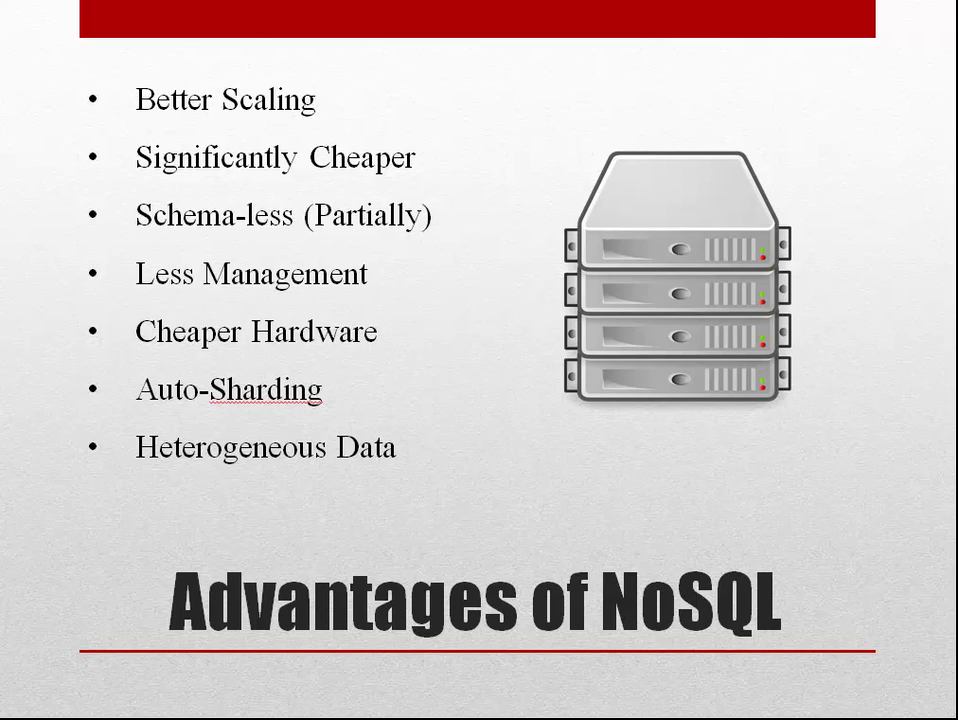 • Better Scaling
• Significantly Cheaper
• Schema-less (Partially)
• Less Management
• Cheaper Hardware
• Auto-Sharding
• Heterogeneous Data
Advantages of NoSQL